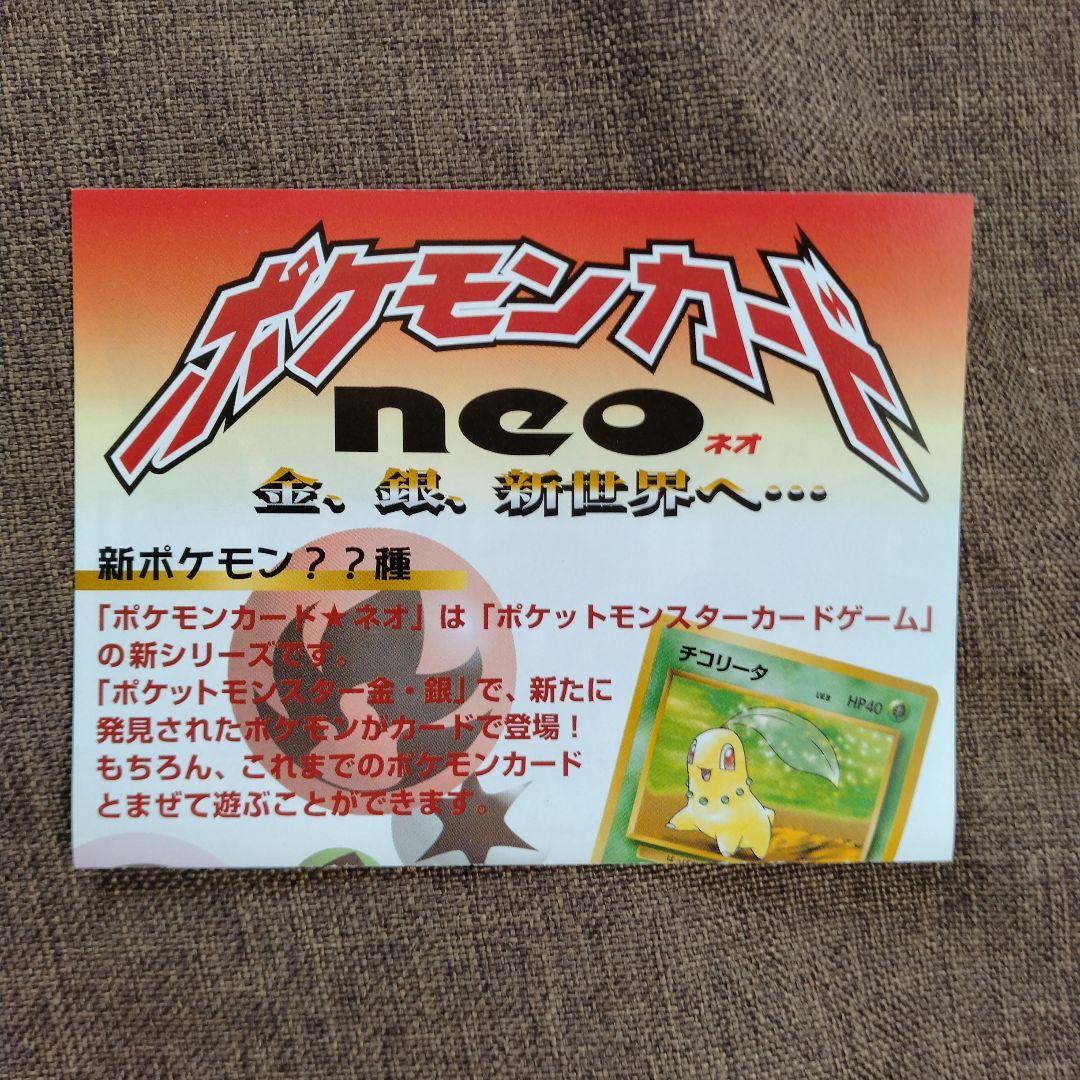 ポケモンカード
neo
ネオ
金、銀、新世界へ…
新ポケモン？？種
「ポケモンカード★ネオ」は「ポケットモンスターカードゲーム」
の新シリーズです。
「ポケットモンスター金・銀」で、新たに
発見されたポケモンがカードで登場！
もちろん、これまでのポケモンカード
とまぜて遊ぶことができます。
チコリータ
LV.8 HP40